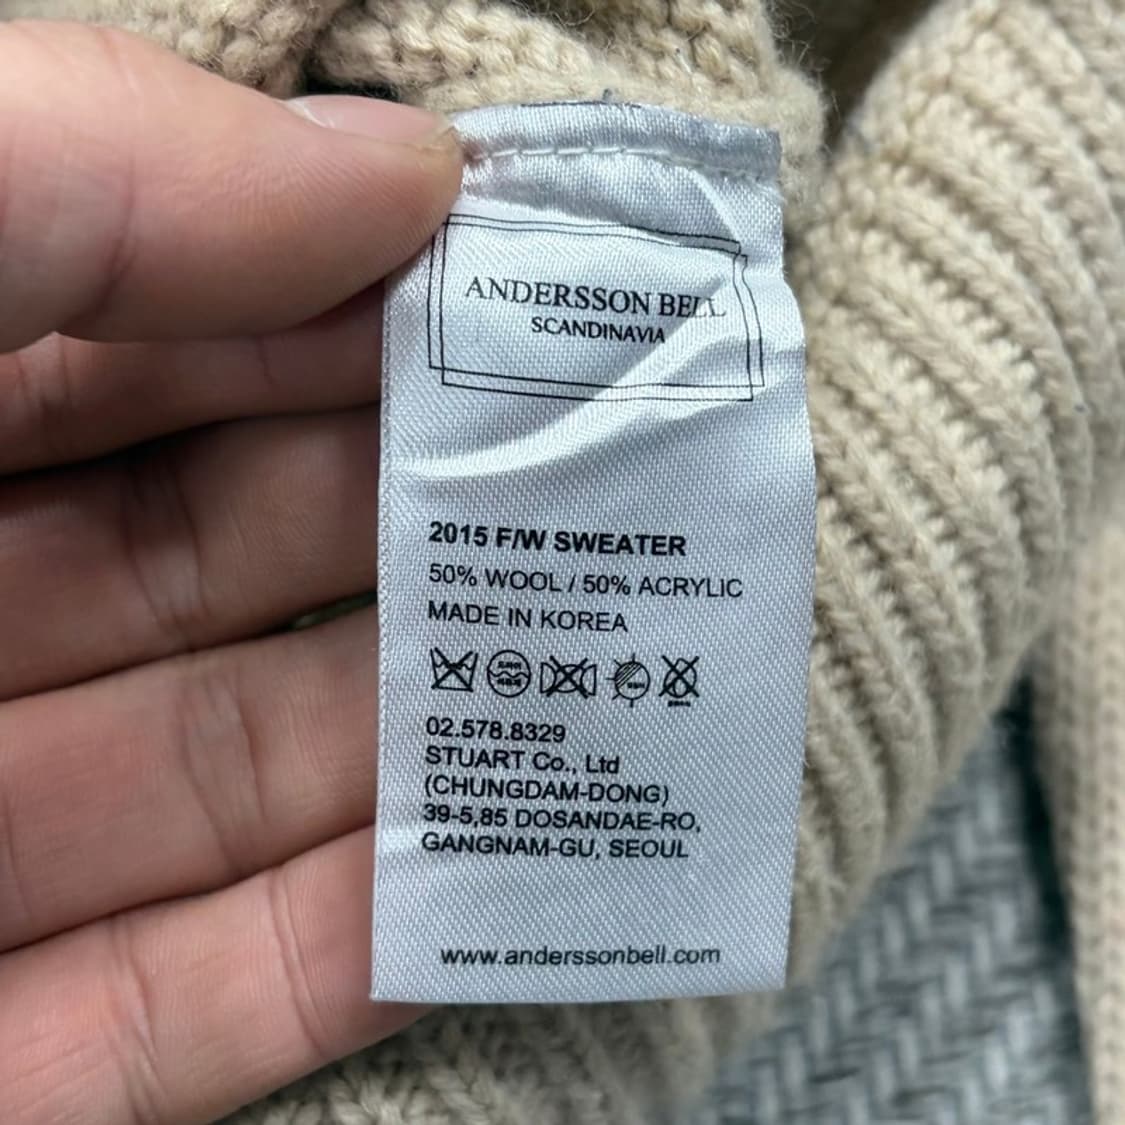 ANDERSSON BELL
SCANDINAVIA
2015 F/W SWEATER
50% WOOL / 50% ACRYLIC
MADE IN KOREA
02.578.8329
STUART Co., Ltd
(CHUNGDAM-DONG)
39-5,85 DOSANDAE-RO,
GANGNAM-GU, SEOUL
www.anderssonbell.com